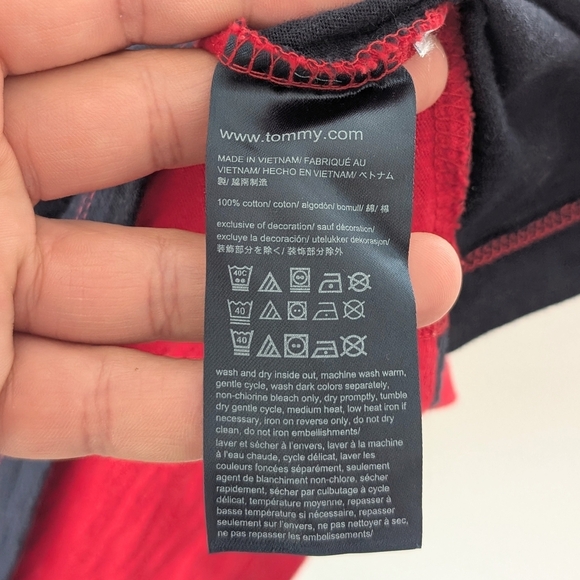 www.tommy.com
MADE IN VIETNAM/ FABRIQUÉ AU
VIETNAM/ HECHO EN VIETNAM/ ベトナム
製/ 越南制造
100% cotton/ coton/ algodón/ bomull/ 綿/ 棉
exclusive of decoration/ sauf décoration/
excluye la decoración/ utelukker dekorasjon/
装飾部分を除く/ 装饰部分除外
40C
40
40
wash and dry inside out, machine wash warm,
gentle cycle, wash dark colors separately,
non-chlorine bleach only, dry promptly, tumble
dry gentle cycle, medium heat, low heat iron if
necessary, iron on reverse only, do not dry
clean, do not iron embellishments/
laver et sécher à l'envers, laver à la machine
à l'eau chaude, cycle délicat, laver les
couleurs foncées séparément, seulement
agent de blanchiment non-chlore, sécher
rapidement, sécher par culbutage à cycle
délicat, température moyenne, repasser à
basse température si nécessaire, repasser
seulement sur l'envers, ne pas nettoyer à sec,
ne pas repasser les embellissements/